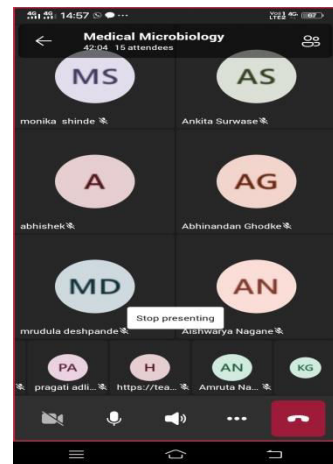 14:57
Medical Microbiology
42:04 15 attendees
MS
AS
monika shinde
Ankita Surwase
A
AG
abhishek
Abhinandan Ghodke
MD
AN
Stop presenting
mrudula deshpande
Aishwarya Nagane
PA
H
AN
KG
pragati adli...
https://tea...
Amruta Na...